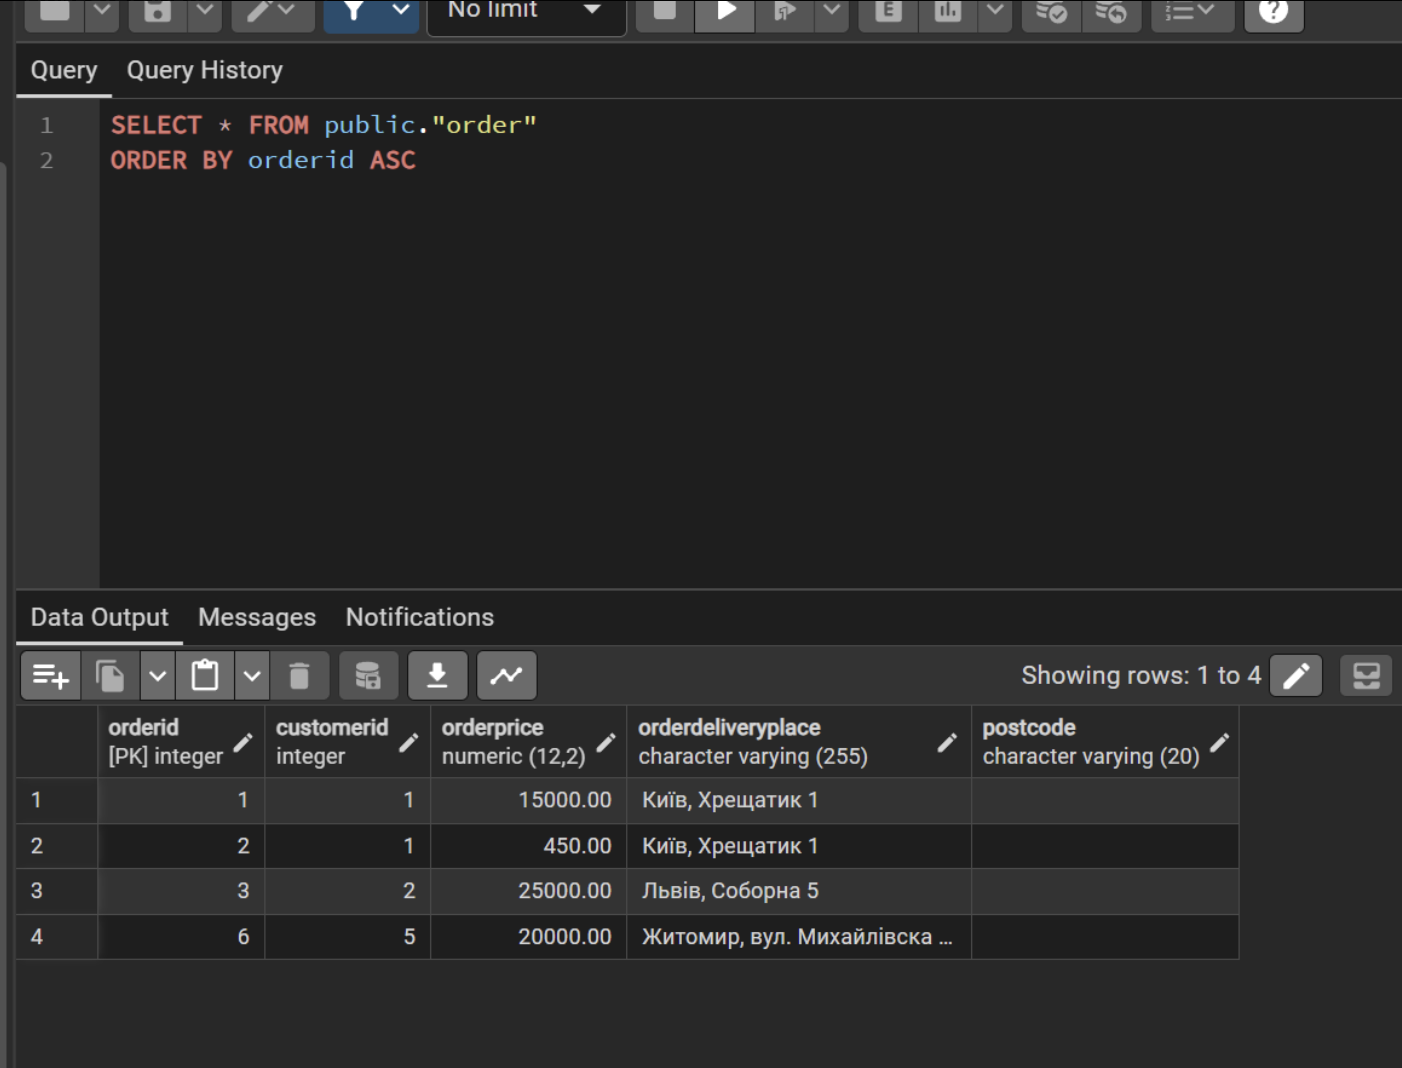 No limit
E
?
Query Query History
1 SELECT * FROM public."order"
2 ORDER BY orderid ASC
Data Output Messages Notifications
Showing rows: 1 to 4
orderid customerid orderprice orderdeliveryplace postcode
[PK] integer integer numeric (12,2) character varying (255) character varying (20)
1 1 1 15000.00 Київ, Хрещатик 1
2 2 1 450.00 Київ, Хрещатик 1
3 3 2 25000.00 Львів, Соборна 5
4 6 5 20000.00 Житомир, вул. Михайлівска ...